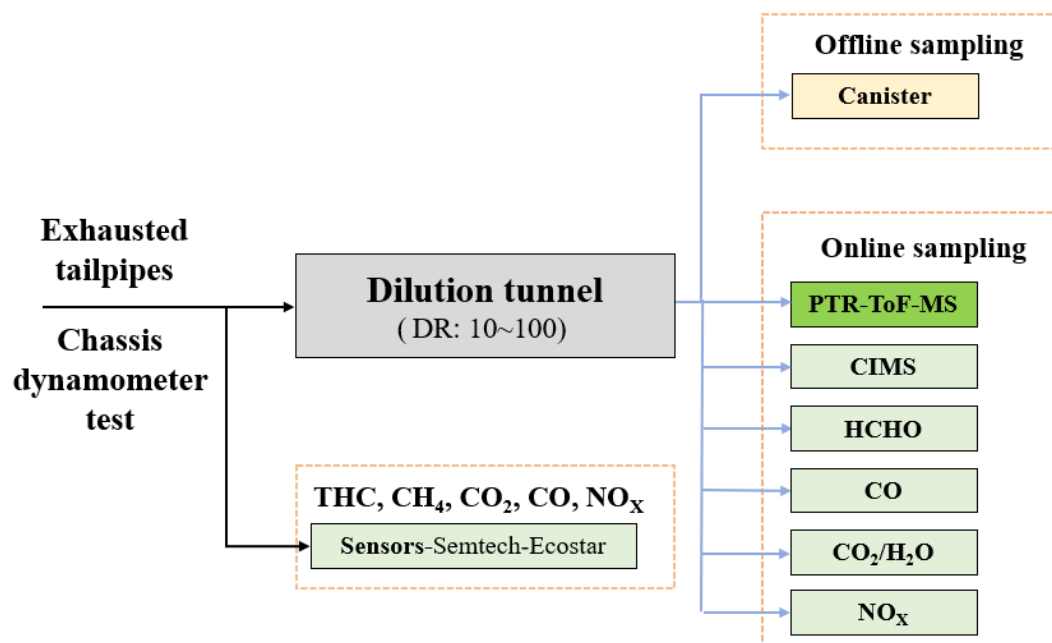 Exhausted
tailpipes
Chassis
dynamometer
test
Dilution tunnel
( DR: 10~100)
THC, CH₄, CO₂, CO, NOₓ
Sensors-Semtech-Ecostar
Offline sampling
Canister
Online sampling
PTR-ToF-MS
CIMS
HCHO
CO
CO₂/H₂O
NOₓ